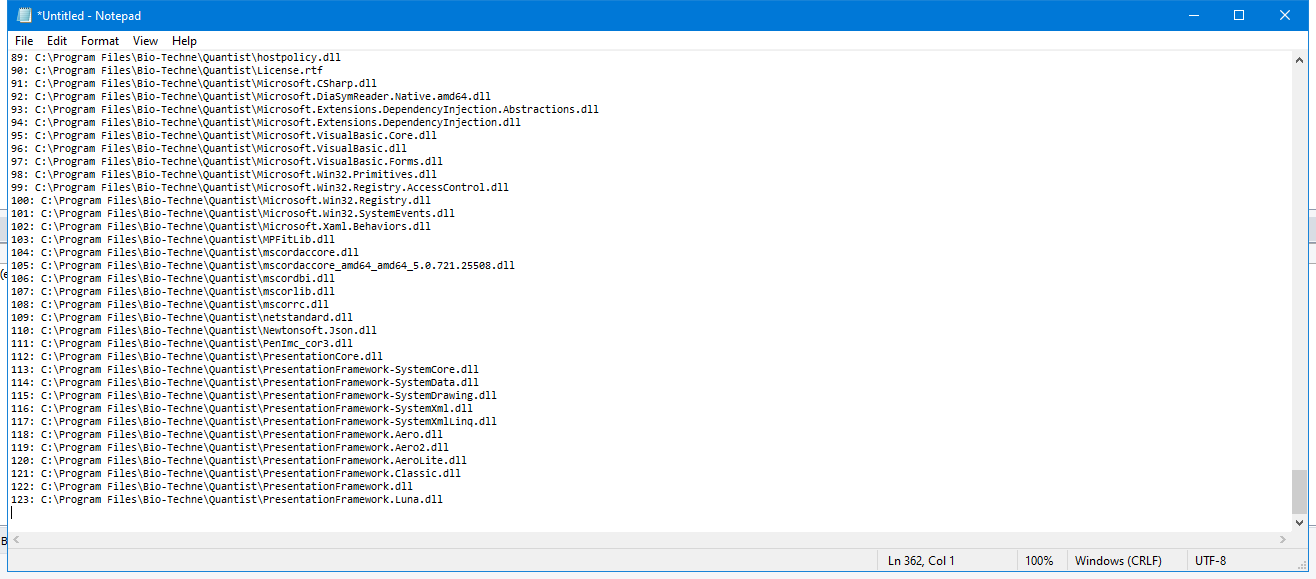 *Untitled - Notepad
File Edit Format View Help
89: C:\Program Files\Bio-Techne\Quantist\hostpolicy.dll
90: C:\Program Files\Bio-Techne\Quantist\License.rtf
91: C:\Program Files\Bio-Techne\Quantist\Microsoft.CSharp.dll
92: C:\Program Files\Bio-Techne\Quantist\Microsoft.DiaSymReader.Native.amd64.dll
93: C:\Program Files\Bio-Techne\Quantist\Microsoft.Extensions.DependencyInjection.Abstractions.dll
94: C:\Program Files\Bio-Techne\Quantist\Microsoft.Extensions.DependencyInjection.dll
95: C:\Program Files\Bio-Techne\Quantist\Microsoft.VisualBasic.Core.dll
96: C:\Program Files\Bio-Techne\Quantist\Microsoft.VisualBasic.dll
97: C:\Program Files\Bio-Techne\Quantist\Microsoft.VisualBasic.Forms.dll
98: C:\Program Files\Bio-Techne\Quantist\Microsoft.Win32.Primitives.dll
99: C:\Program Files\Bio-Techne\Quantist\Microsoft.Win32.Registry.AccessControl.dll
100: C:\Program Files\Bio-Techne\Quantist\Microsoft.Win32.Registry.dll
101: C:\Program Files\Bio-Techne\Quantist\Microsoft.Win32.SystemEvents.dll
102: C:\Program Files\Bio-Techne\Quantist\Microsoft.Xaml.Behaviors.dll
103: C:\Program Files\Bio-Techne\Quantist\MPFitLib.dll
104: C:\Program Files\Bio-Techne\Quantist\mscordaccore.dll
105: C:\Program Files\Bio-Techne\Quantist\mscordaccore_amd64_amd64_5.0.721.25508.dll
106: C:\Program Files\Bio-Techne\Quantist\mscordbi.dll
107: C:\Program Files\Bio-Techne\Quantist\mscorlib.dll
108: C:\Program Files\Bio-Techne\Quantist\mscorrc.dll
109: C:\Program Files\Bio-Techne\Quantist\netstandard.dll
110: C:\Program Files\Bio-Techne\Quantist\Newtonsoft.Json.dll
111: C:\Program Files\Bio-Techne\Quantist\PenImc_cor3.dll
112: C:\Program Files\Bio-Techne\Quantist\PresentationCore.dll
113: C:\Program Files\Bio-Techne\Quantist\PresentationFramework-SystemCore.dll
114: C:\Program Files\Bio-Techne\Quantist\PresentationFramework-SystemData.dll
115: C:\Program Files\Bio-Techne\Quantist\PresentationFramework-SystemDrawing.dll
116: C:\Program Files\Bio-Techne\Quantist\PresentationFramework-SystemXml.dll
117: C:\Program Files\Bio-Techne\Quantist\PresentationFramework-SystemXmlLinq.dll
118: C:\Program Files\Bio-Techne\Quantist\PresentationFramework.Aero.dll
119: C:\Program Files\Bio-Techne\Quantist\PresentationFramework.Aero2.dll
120: C:\Program Files\Bio-Techne\Quantist\PresentationFramework.AeroLite.dll
121: C:\Program Files\Bio-Techne\Quantist\PresentationFramework.Classic.dll
122: C:\Program Files\Bio-Techne\Quantist\PresentationFramework.dll
123: C:\Program Files\Bio-Techne\Quantist\PresentationFramework.Luna.dll
Ln 362, Col 1 100% Windows (CRLF) UTF-8